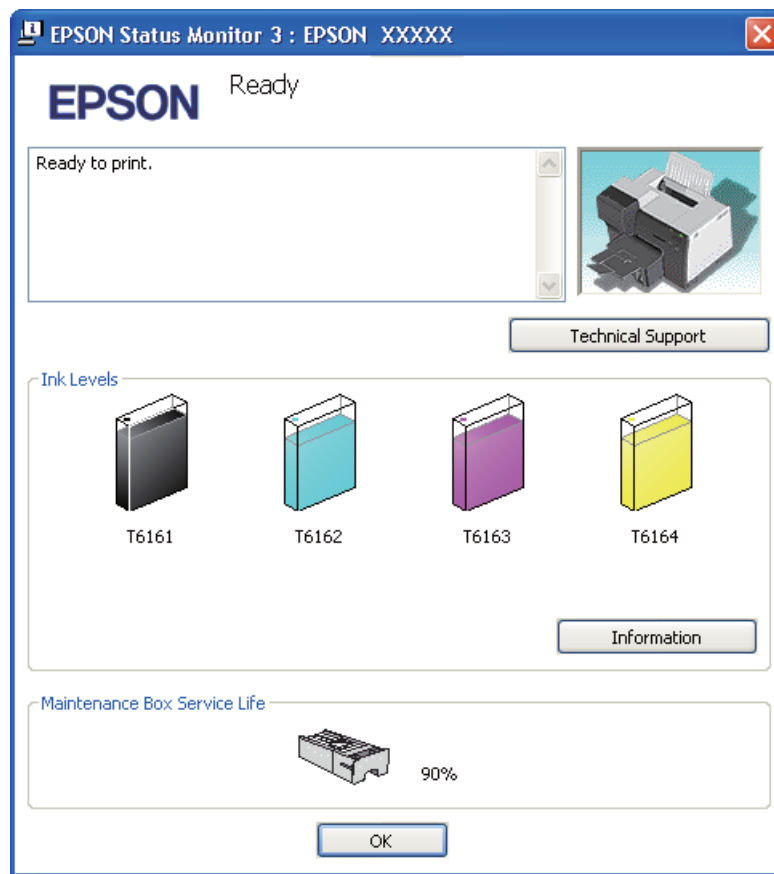 EPSON Status Monitor 3 : EPSON XXXXX
EPSON
Ready
Ready to print.
Technical Support
Ink Levels
T6161 T6162 T6163 T6164
Information
Maintenance Box Service Life
90%
OK